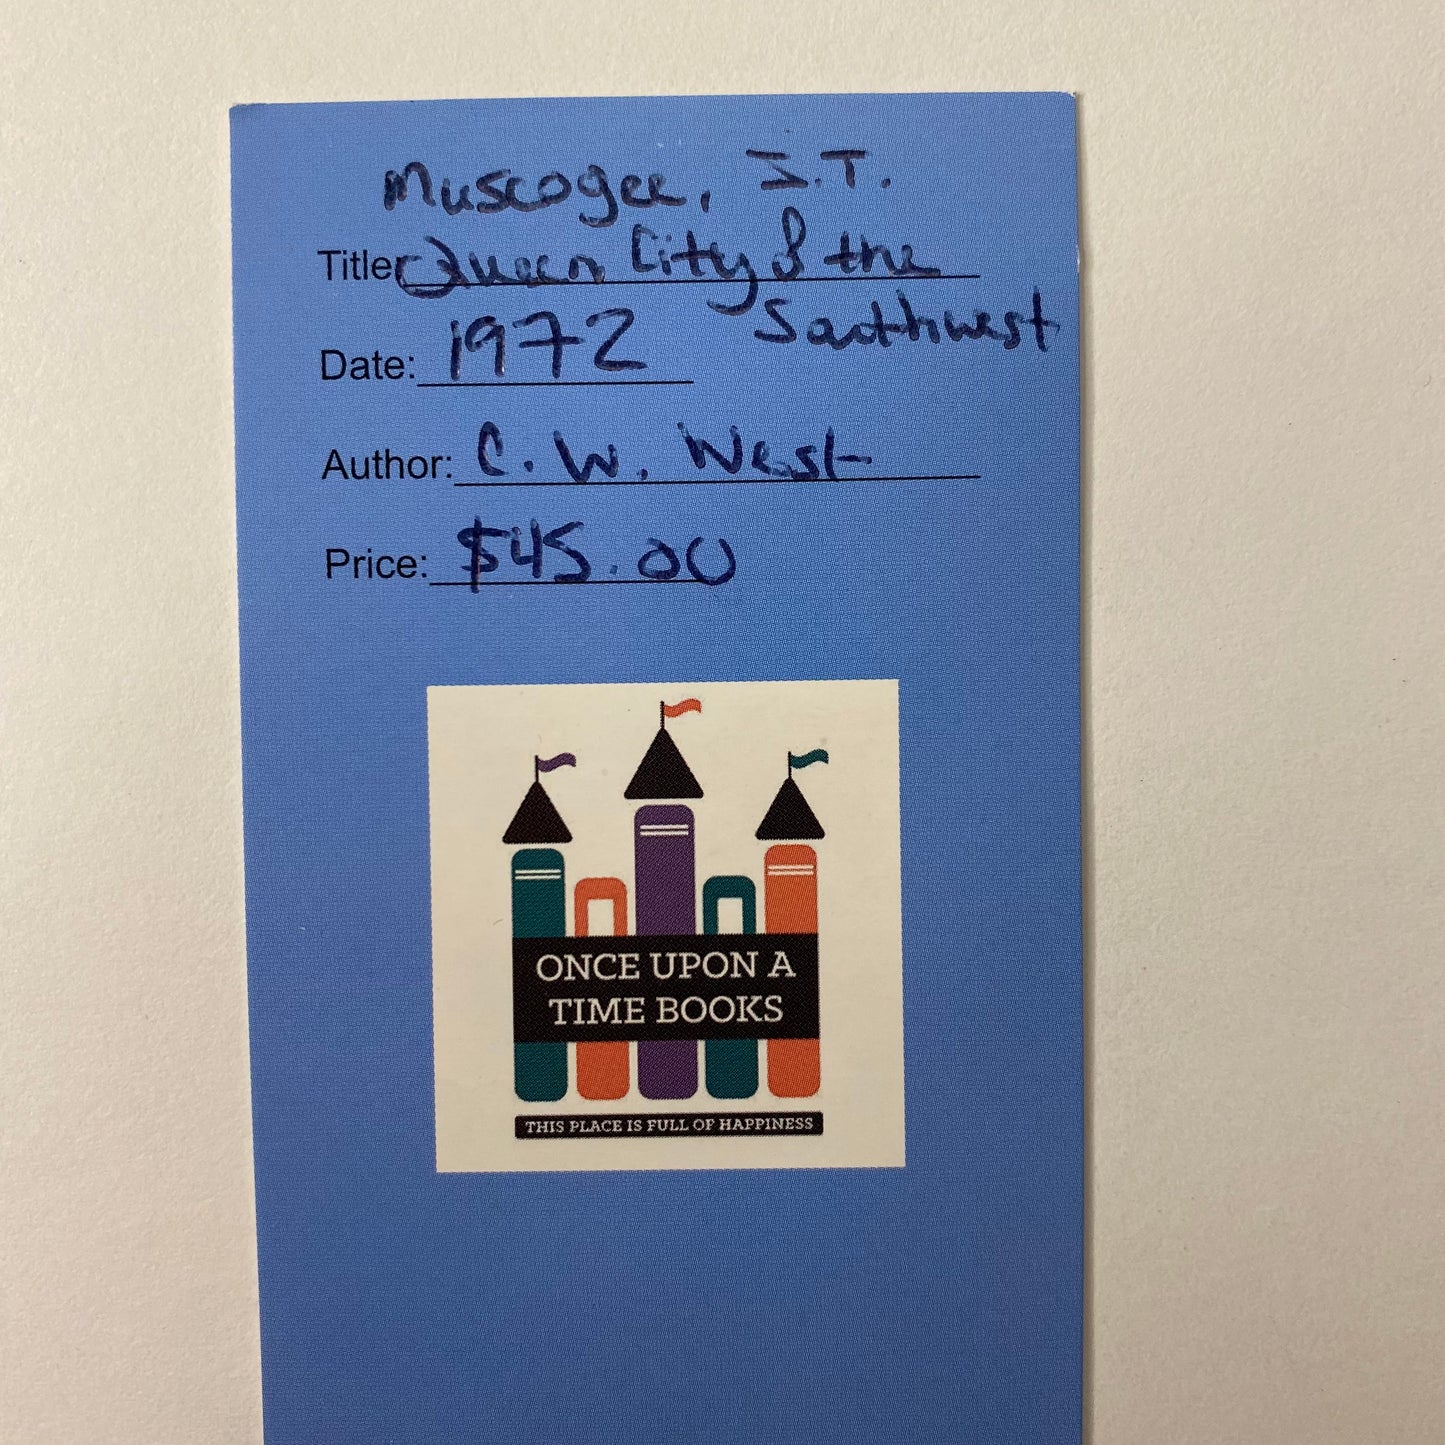 Muscogee, I.T.
Title: Queen City of the
Southwest
Date: 1972
Author: C. W. West
Price: $45.00
ONCE UPON A
TIME BOOKS
THIS PLACE IS FULL OF HAPPINESS